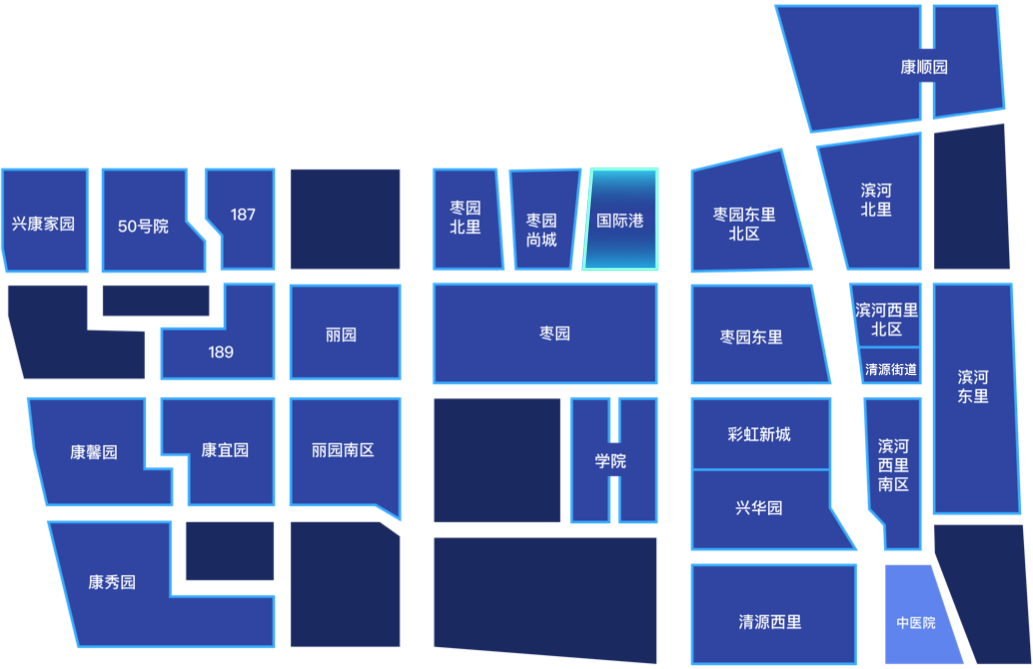 康顺园
兴康家园
50号院
187
枣园
北里
枣园
尚城
国际港
枣园东里
北区
滨河
北里
189
丽园
枣园
枣园东里
滨河西里
北区
清源街道
滨河
东里
康馨园
康宜园
丽园南区
学院
彩虹新城
兴华园
滨河
西里
南区
康秀园
清源西里
中医院